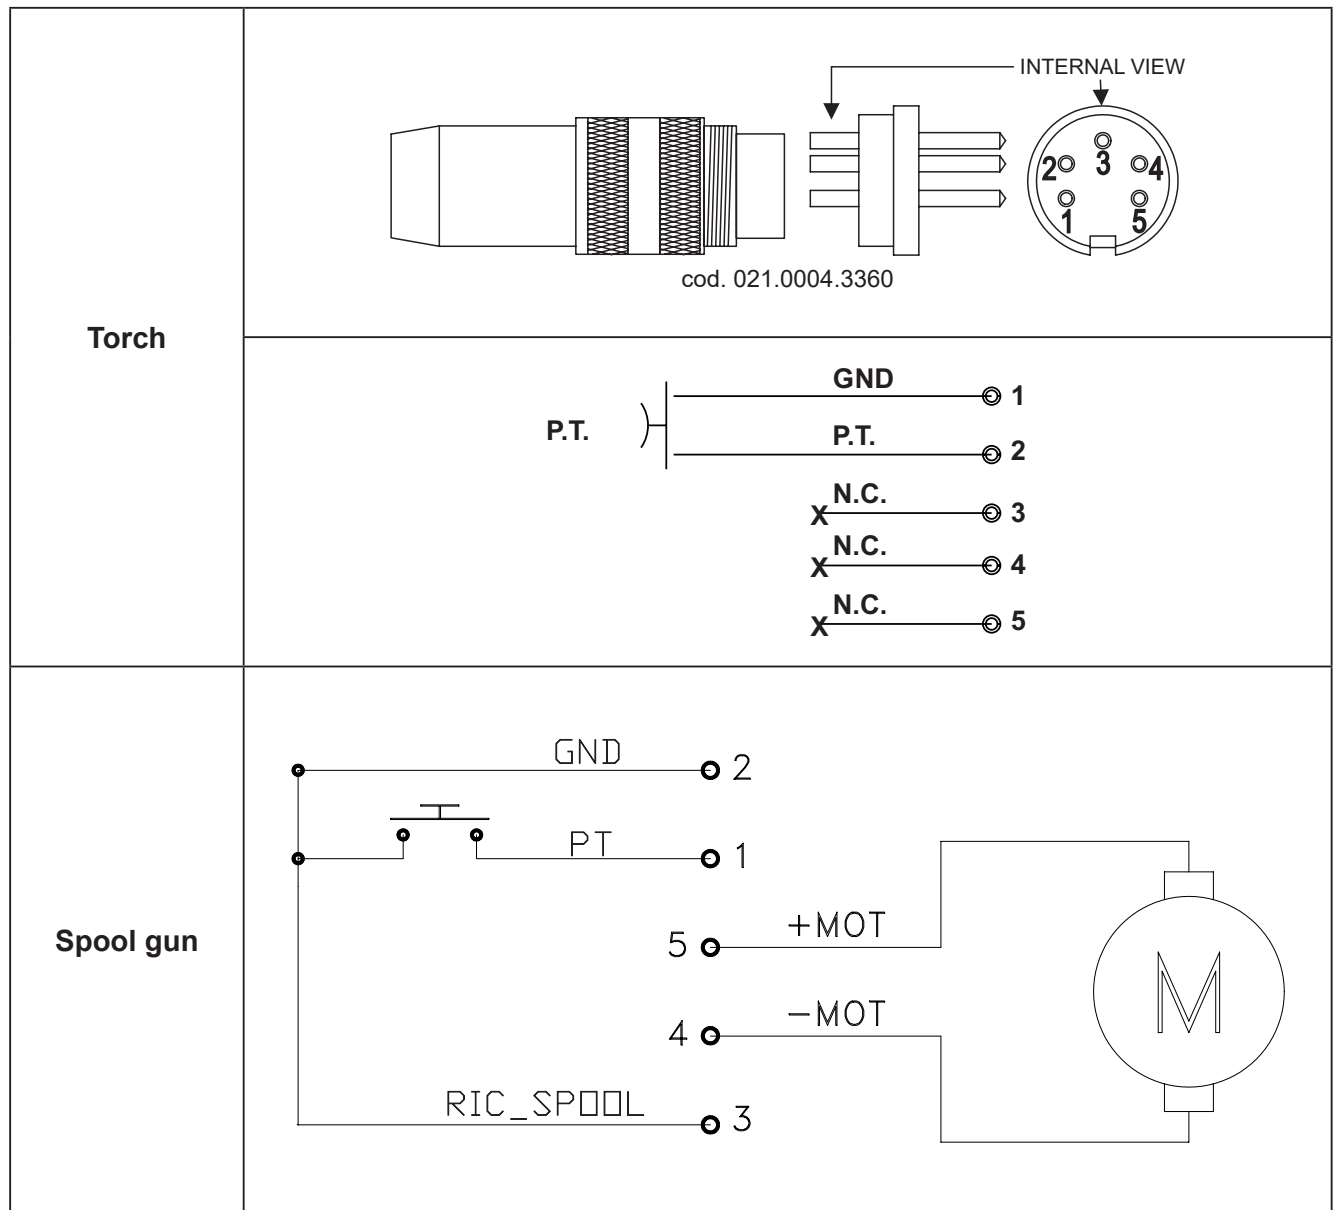 Torch
INTERNAL VIEW
2 3 4
1 5
cod. 021.0004.3360
GND 1
P.T. P.T. 2
N.C. 3
X
N.C. 4
X
N.C. 5
X
Spool gun
GND 2
PT 1
5 +MOT
4 -MOT
M
RIC_SPOOL 3